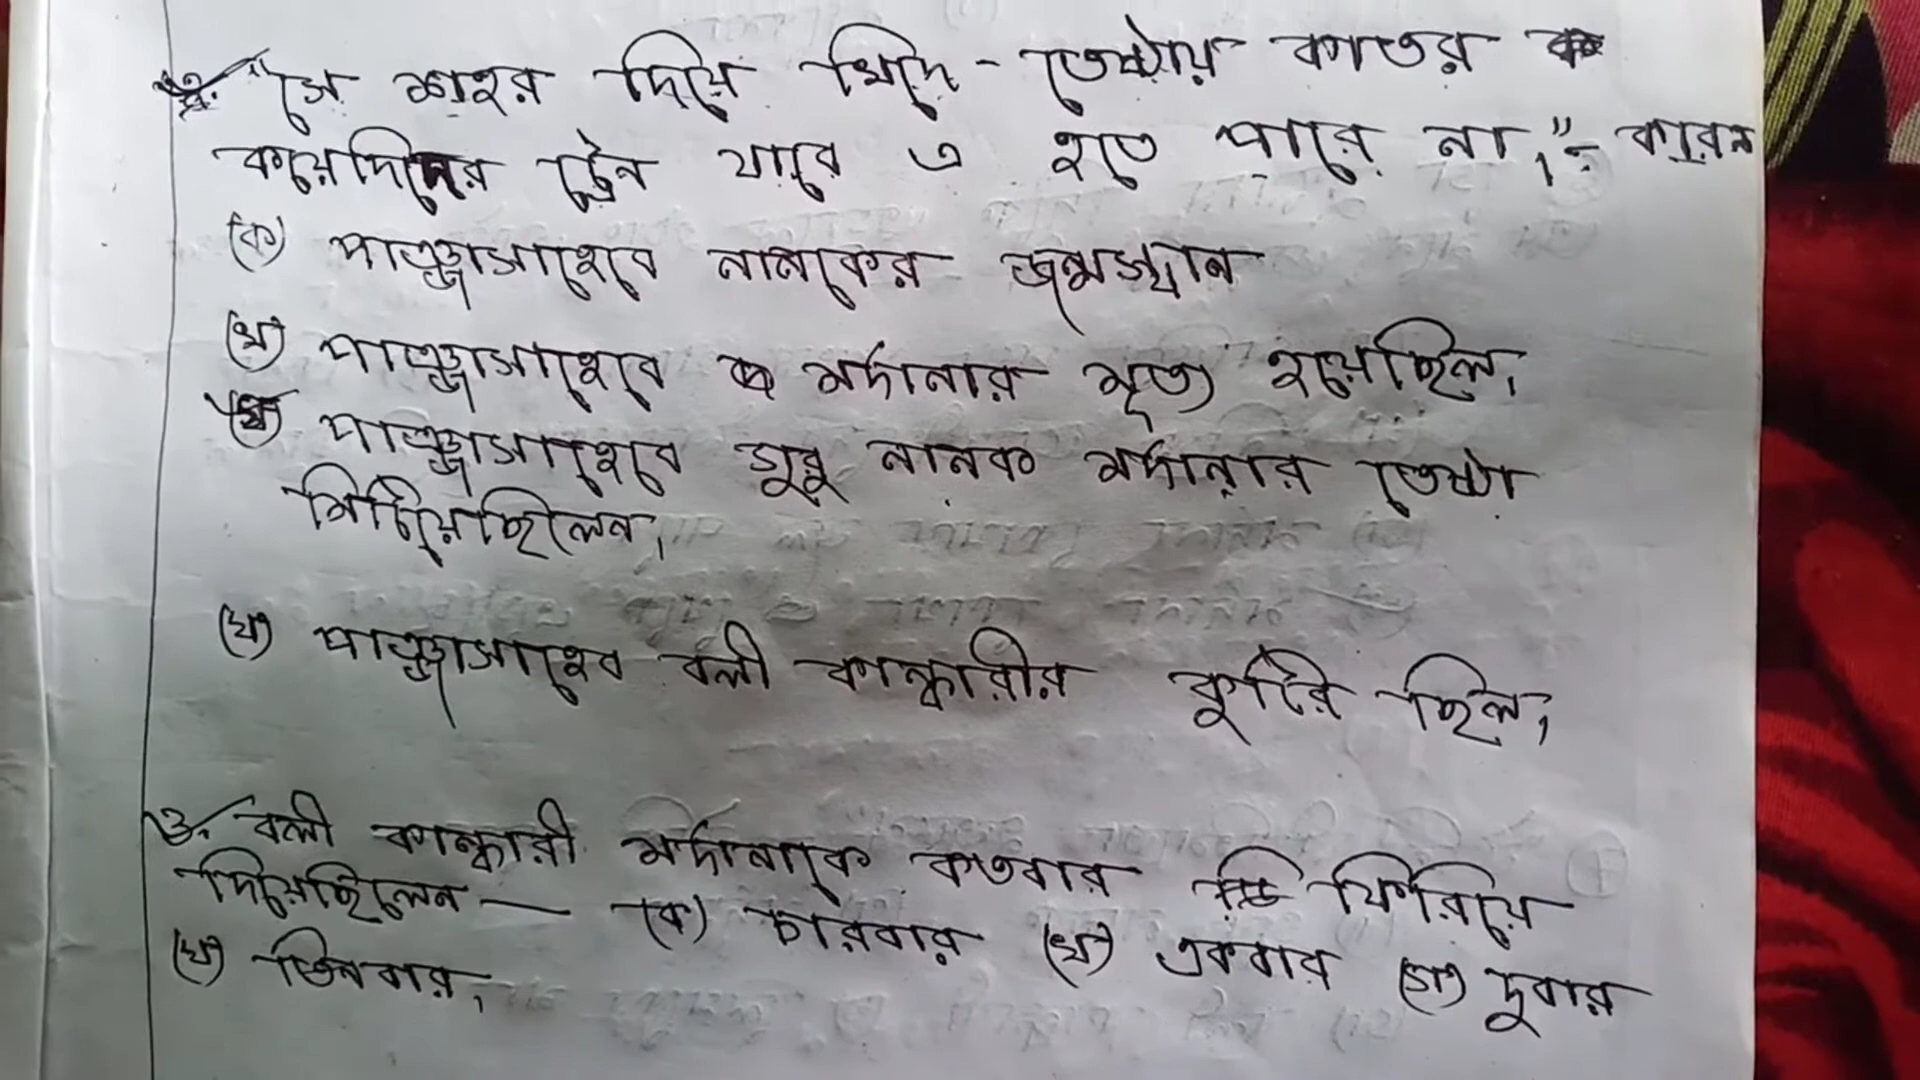 ২. "সে শহর দিয়ে খিদে - তেষ্টায় কাতর
কয়েদিদের ট্রেন যাবে এ হতে পারে না।" - কারন
(ক) পাঞ্জাসাহেবে নানকের জন্মস্থান
(খ) পাঞ্জাসাহেবে মর্দানার মৃত্যু হয়েছিল।
পাঞ্জাসাহেবে গুরু নানক মর্দানার তেষ্টা
মিটিয়েছিলেন।
(ঘ) পাঞ্জাসাহেব বলী কান্ধারীর কুটির ছিল।
৩. বলী কান্ধারী মর্দানাকে কতবার ফিরিয়ে
দিয়েছিলেন — (ক) চারবার (খ) একবার (গ) দুবার
(ঘ) তিনবার।